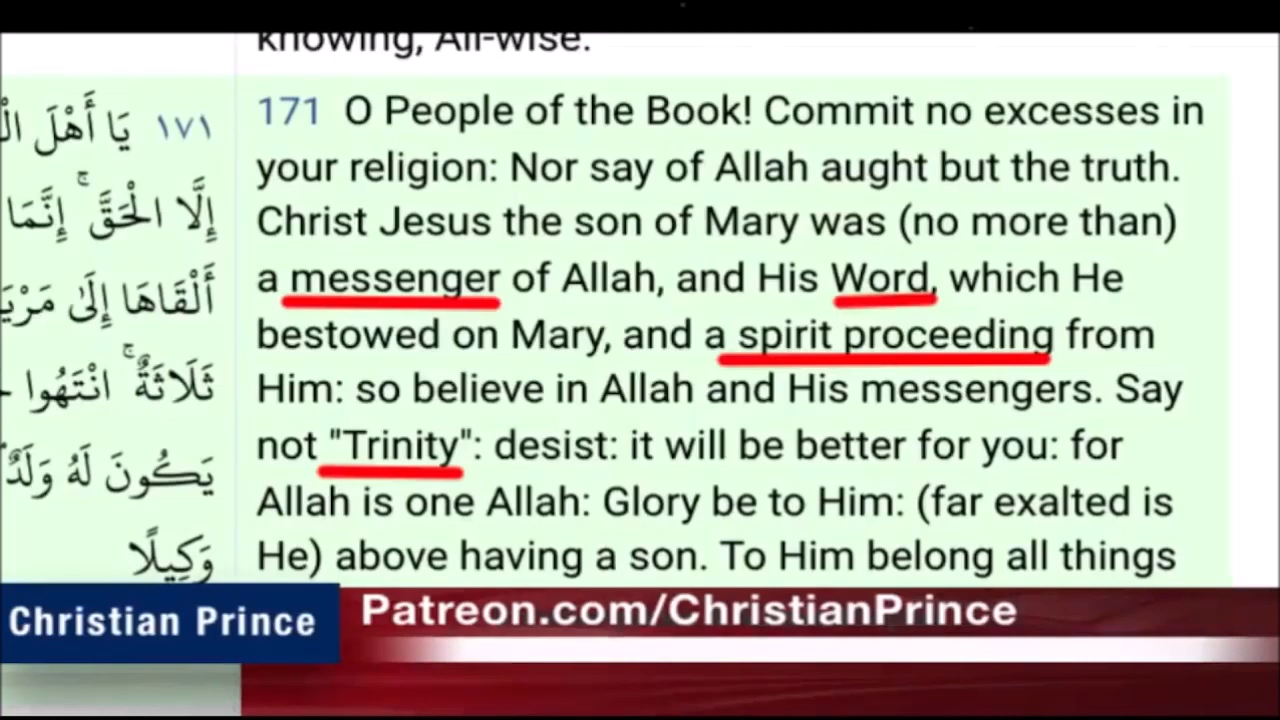 knowing, All-wise.
171 O People of the Book! Commit no excesses in
your religion: Nor say of Allah aught but the truth.
Christ Jesus the son of Mary was (no more than)
a messenger of Allah, and His Word, which He
bestowed on Mary, and a spirit proceeding from
Him: so believe in Allah and His messengers. Say
not "Trinity": desist: it will be better for you: for
Allah is one Allah: Glory be to Him: (far exalted is
He) above having a son. To Him belong all things
١٧١ يَا أَهْلَ
إِلَّا الْحَقَّ ۚ إِنَّمَا
أَلْقَاهَا إِلَىٰ
ثَلَاثَةٌ ۚ انْتَهُوا
يَكُونَ لَهُ وَلَدٌ
وَكِيلًا
Christian Prince
Patreon.com/ChristianPrince